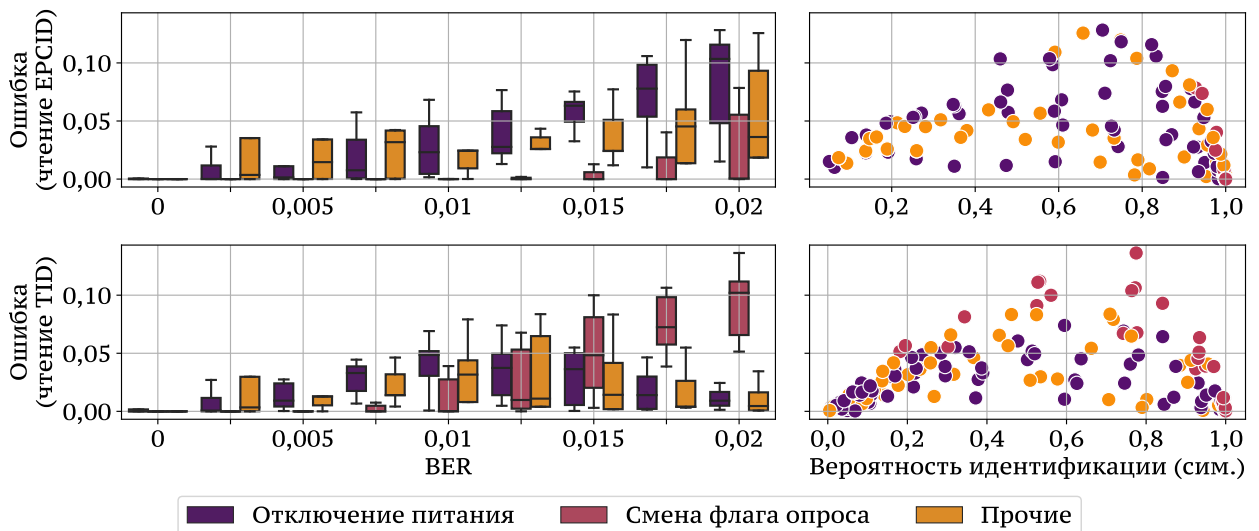 Ошибка
(чтение EPCID)
0,10
0,05
0,00
0 0,005 0,01 0,015 0,02
0,2 0,4 0,6 0,8 1,0
Ошибка
(чтение TID)
0,10
0,05
0,00
0 0,005 0,01 0,015 0,02
BER
0,0 0,2 0,4 0,6 0,8 1,0
Вероятность идентификации (сим.)
Отключение питания Смена флага опроса Прочие